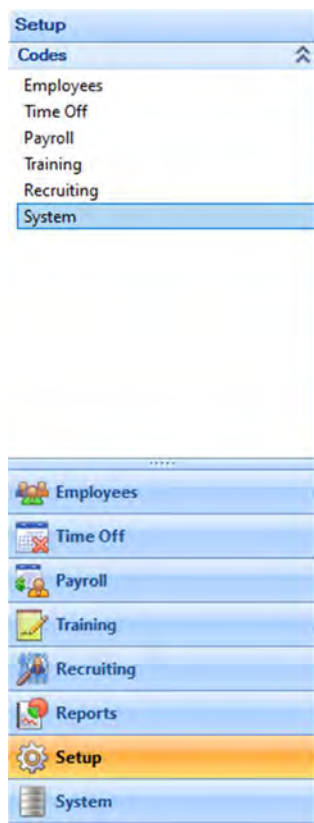 Setup
Codes
Employees
Time Off
Payroll
Training
Recruiting
System
Employees
Time Off
Payroll
Training
Recruiting
Reports
Setup
System